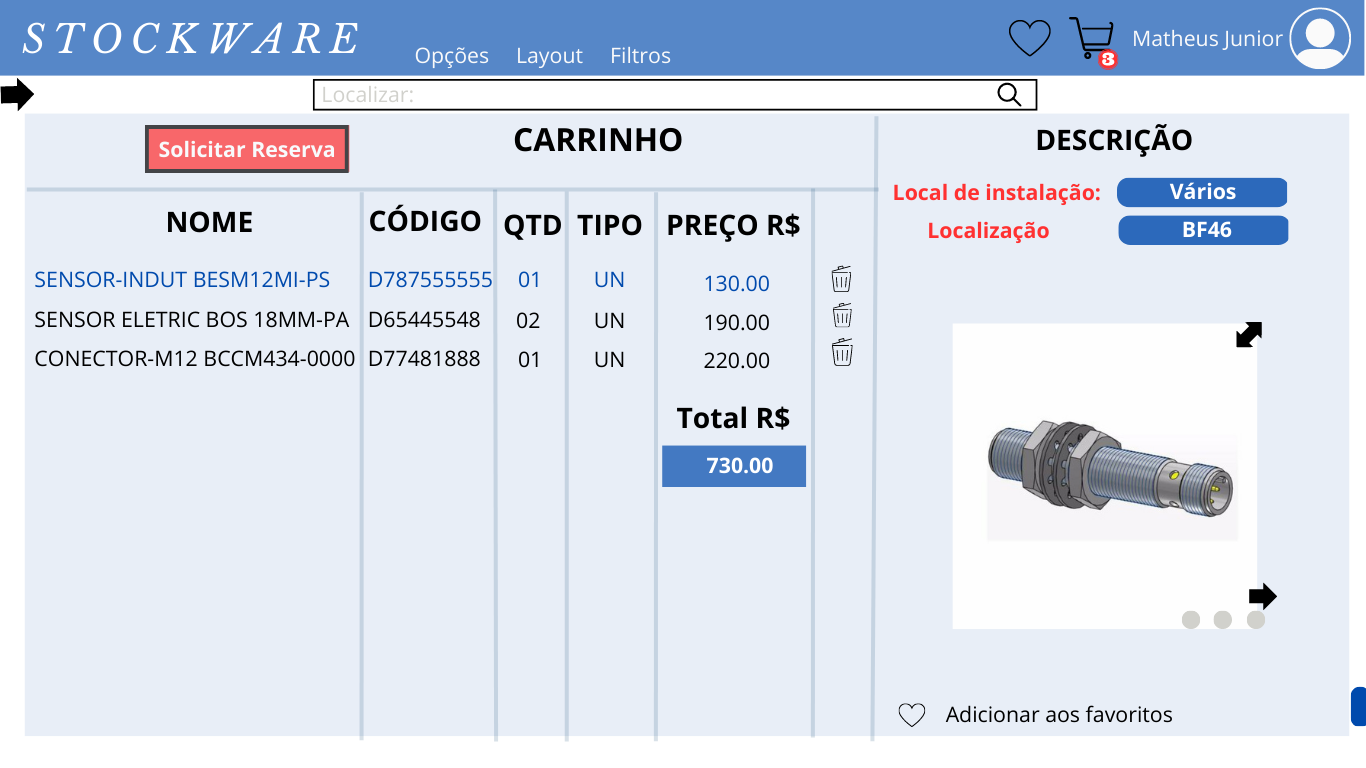 STOCKWARE
Opções Layout Filtros
3
Matheus Junior
Localizar:
Solicitar Reserva
CARRINHO
NOME CÓDIGO QTD TIPO PREÇO R$
SENSOR-INDUT BESM12MI-PS D787555555 01 UN 130.00
SENSOR ELETRIC BOS 18MM-PA D65445548 02 UN 190.00
CONECTOR-M12 BCCM434-0000 D77481888 01 UN 220.00
Total R$
730.00
DESCRIÇÃO
Local de instalação: Vários
Localização BF46
Adicionar aos favoritos